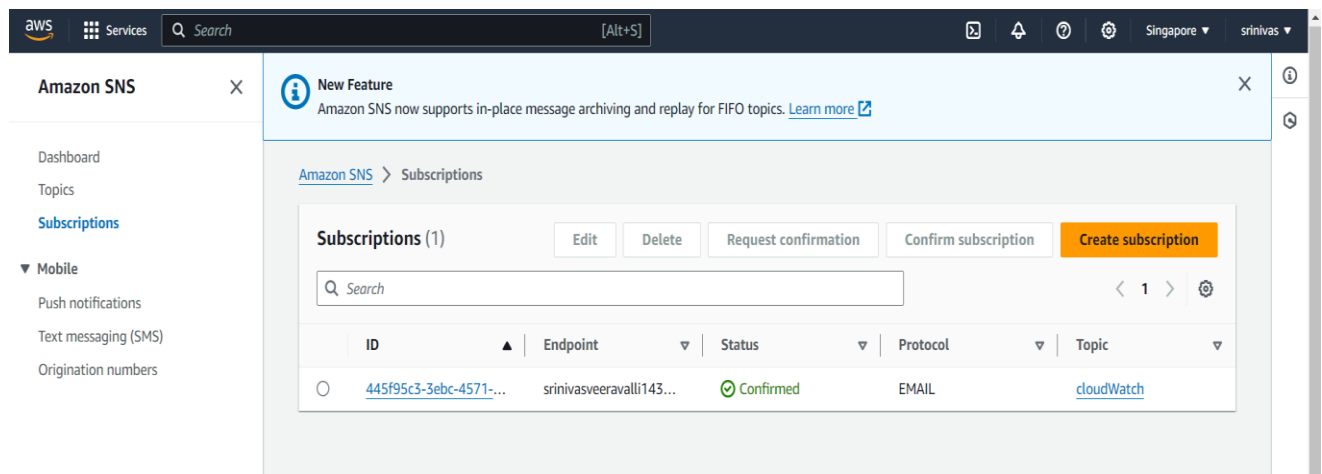 aws Services Search [Alt+S] Singapore ▼ srinivas ▼
Amazon SNS
New Feature
Amazon SNS now supports in-place message archiving and replay for FIFO topics. Learn more
Dashboard
Topics
Subscriptions
▼ Mobile
Push notifications
Text messaging (SMS)
Origination numbers
Amazon SNS > Subscriptions
Subscriptions (1) Edit Delete Request confirmation Confirm subscription Create subscription
Search < 1 >
ID Endpoint Status Protocol Topic
445f95c3-3ebc-4571-... srinivasveeravalli143... Confirmed EMAIL cloudWatch